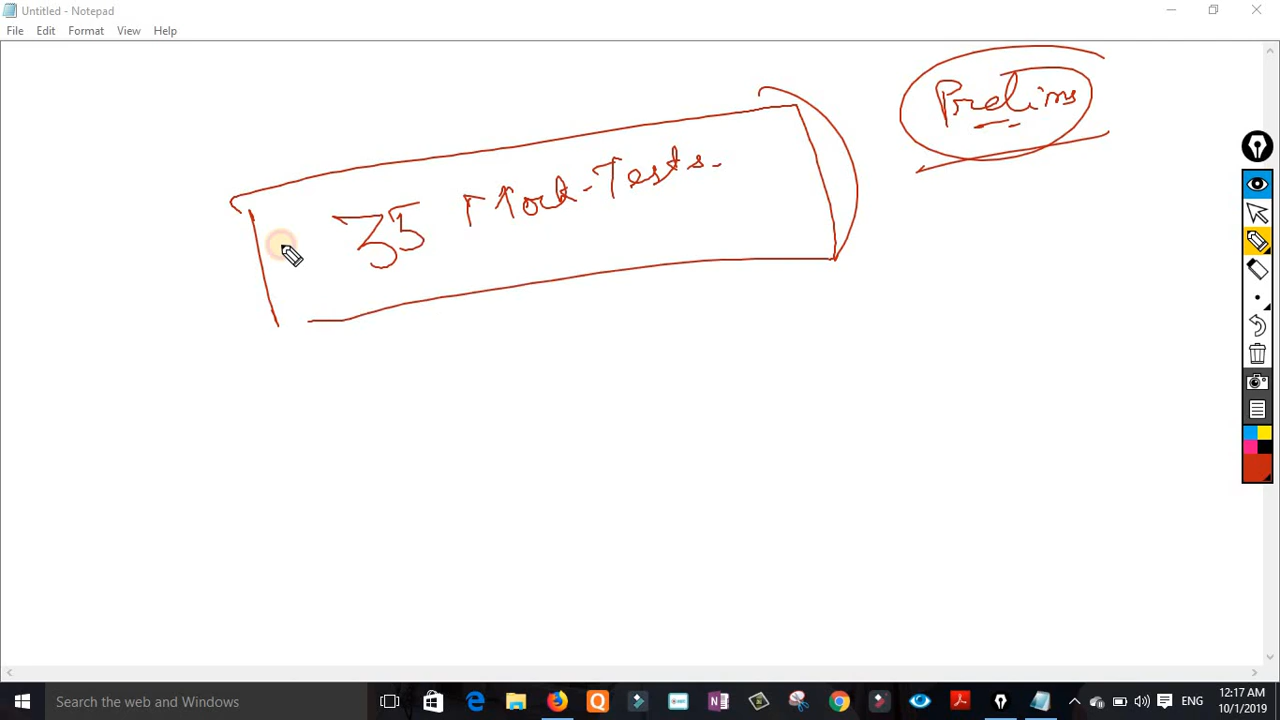 Untitled - Notepad
File Edit Format View Help
Prelims
35 Mock-Tests.
Search the web and Windows
ENG
12:17 AM
10/1/2019